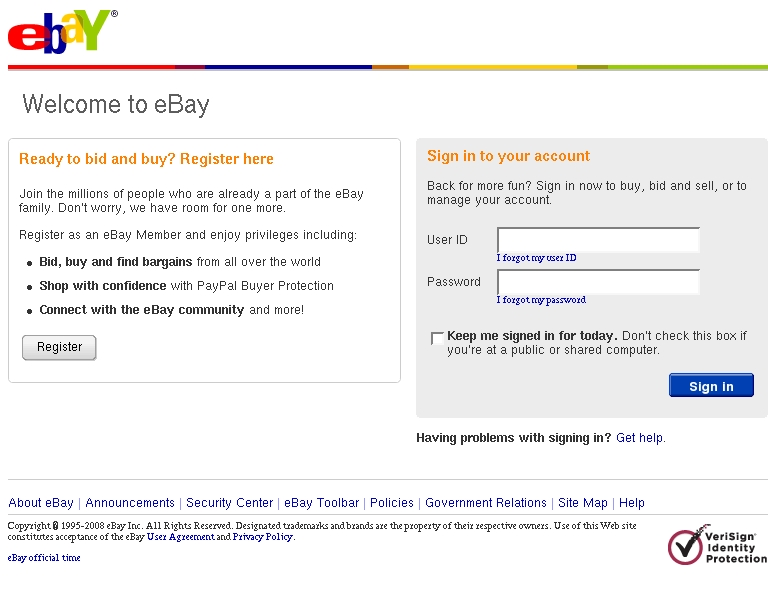 ebaY®
Welcome to eBay
Ready to bid and buy? Register here
Join the millions of people who are already a part of the eBay
family. Don't worry, we have room for one more.
Register as an eBay Member and enjoy privileges including:
• Bid, buy and find bargains from all over the world
• Shop with confidence with PayPal Buyer Protection
• Connect with the eBay community and more!
Register
Sign in to your account
Back for more fun? Sign in now to buy, bid and sell, or to
manage your account.
User ID
I forgot my user ID
Password
I forgot my password
Keep me signed in for today. Don't check this box if
you're at a public or shared computer.
Sign in
Having problems with signing in? Get help.
About eBay | Announcements | Security Center | eBay Toolbar | Policies | Government Relations | Site Map | Help
Copyright � 1995-2008 eBay Inc. All Rights Reserved. Designated trademarks and brands are the property of their respective owners. Use of this Web site
constitutes acceptance of the eBay User Agreement and Privacy Policy.
eBay official time
VeriSign
Identity
Protection